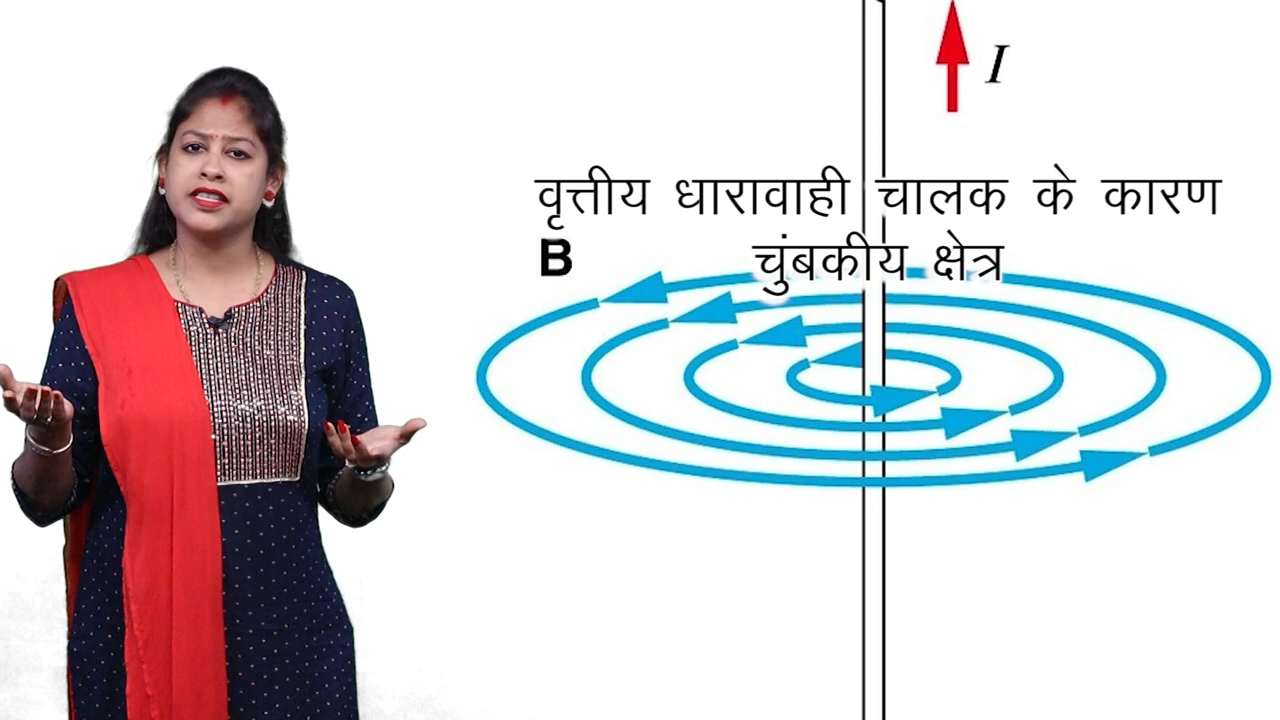 I
वृत्तीय धारावाही चालक के कारण
चुंबकीय क्षेत्र
B